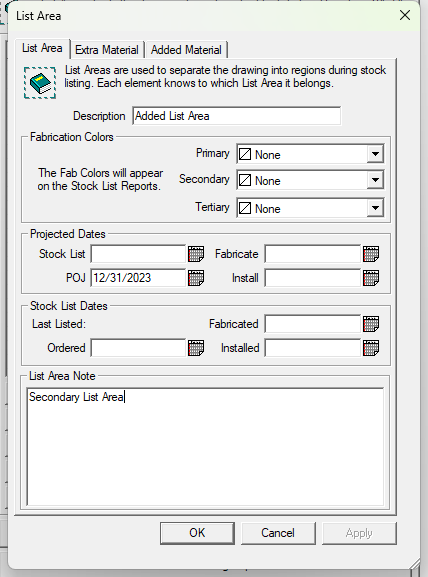 List Area
List Area Extra Material Added Material
List Areas are used to separate the drawing into regions during stock
listing. Each element knows to which List Area it belongs.
Description Added List Area
Fabrication Colors
The Fab Colors will appear
on the Stock List Reports.
Primary None
Secondary None
Tertiary None
Projected Dates
Stock List Fabricate
POJ 12/31/2023 Install
Stock List Dates
Last Listed: Fabricated
Ordered Installed
List Area Note
Secondary List Area
OK Cancel Apply